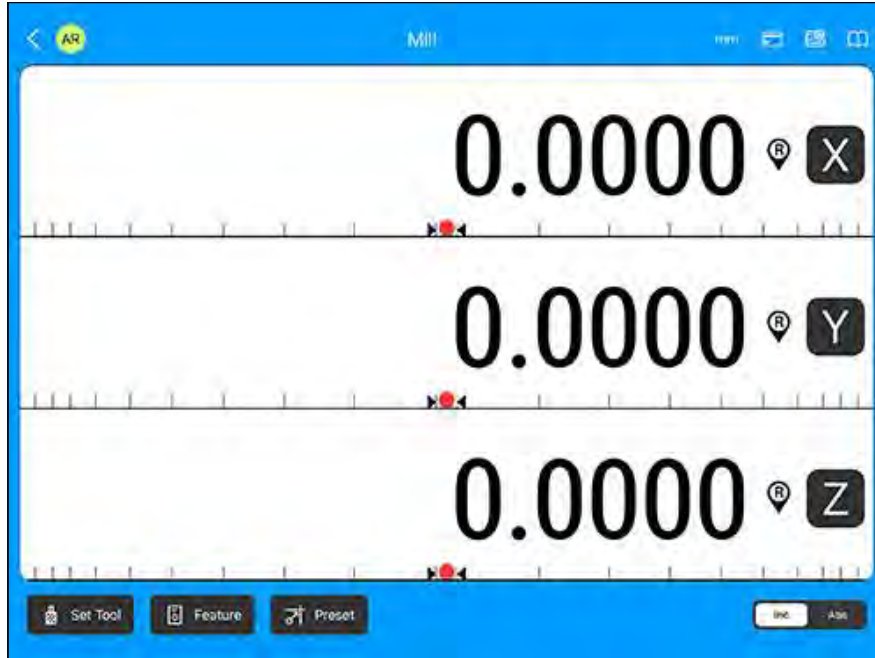 AR Mill mm
0.0000 R X
0.0000 R Y
0.0000 R Z
Set Tool Feature Preset Inc Abs